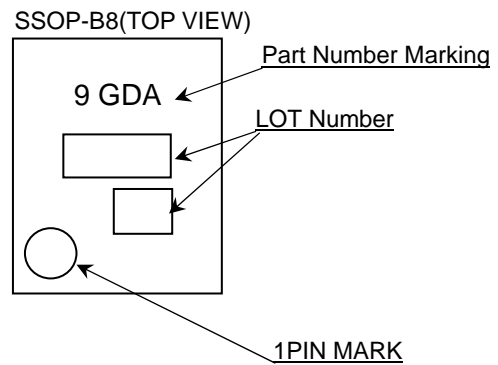 SSOP-B8(TOP VIEW)
Part Number Marking
9 GDA
LOT Number
1PIN MARK